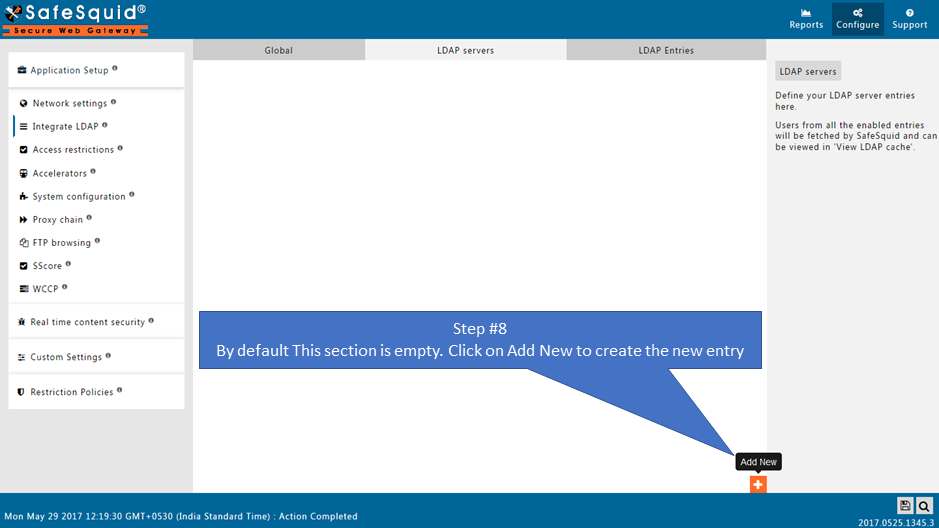 SafeSquid®
Secure Web Gateway
Reports
Configure
Support
Global
LDAP servers
LDAP Entries
Application Setup
Network settings
Integrate LDAP
Access restrictions
Accelerators
System configuration
Proxy chain
FTP browsing
SScore
WCCP
Real time content security
Custom Settings
Restriction Policies
LDAP servers
Define your LDAP server entries
here.
Users from all the enabled entries
will be fetched by SafeSquid and can
be viewed in 'View LDAP cache'.
Step #8
By default This section is empty. Click on Add New to create the new entry
Add New
Mon May 29 2017 12:19:30 GMT+0530 (India Standard Time) : Action Completed
2017.0525.1345.3